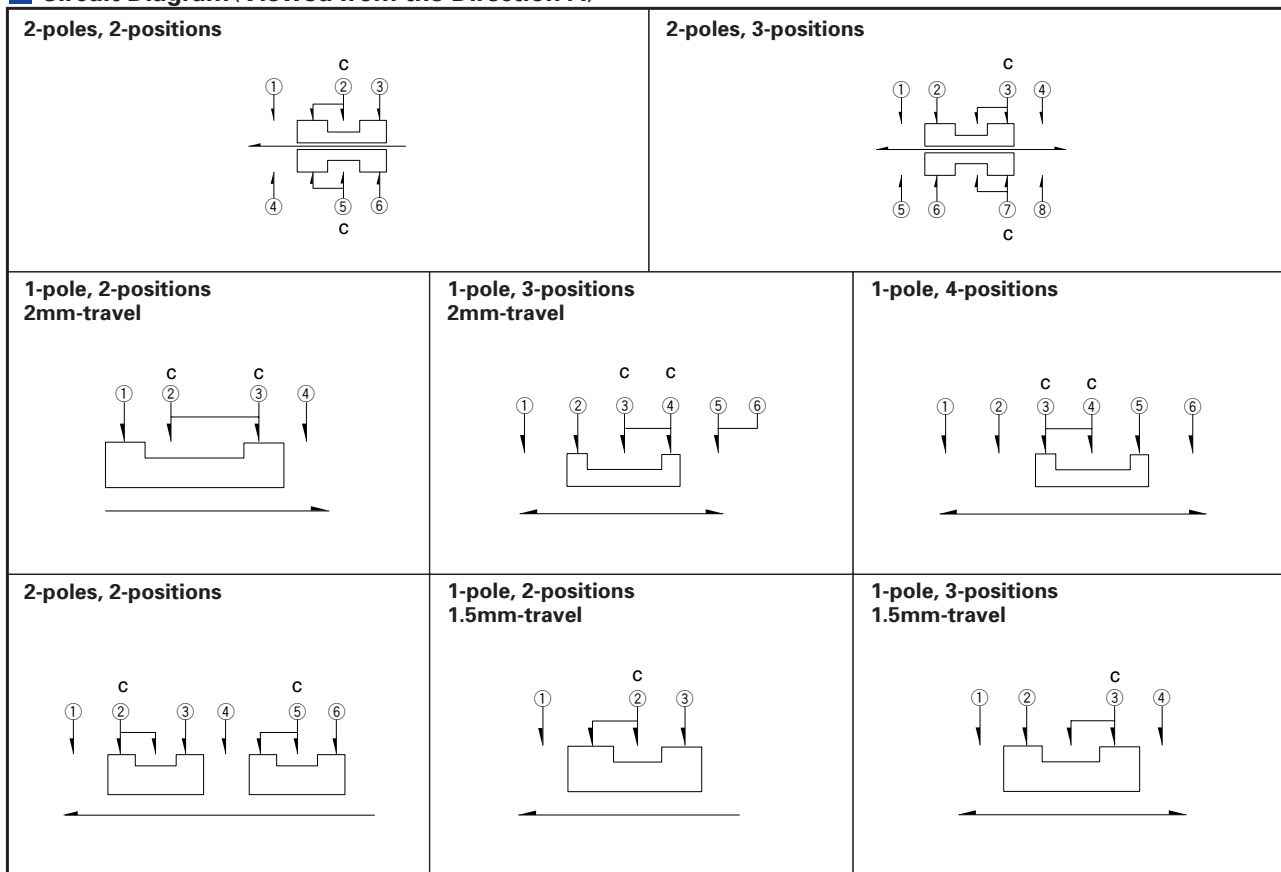 Circuit Diagram (Viewed from the Direction A)
2-poles, 2-positions
C
① ② ③
④ ⑤ ⑥
C
2-poles, 3-positions
C
① ② ③ ④
⑤ ⑥ ⑦ ⑧
C
1-pole, 2-positions
2mm-travel
C C
① ② ③ ④
1-pole, 3-positions
2mm-travel
C C
① ② ③ ④ ⑤ ⑥
1-pole, 4-positions
C C
① ② ③ ④ ⑤ ⑥
2-poles, 2-positions
C C
① ② ③ ④ ⑤ ⑥
1-pole, 2-positions
1.5mm-travel
C
① ② ③
1-pole, 3-positions
1.5mm-travel
C
① ② ③ ④